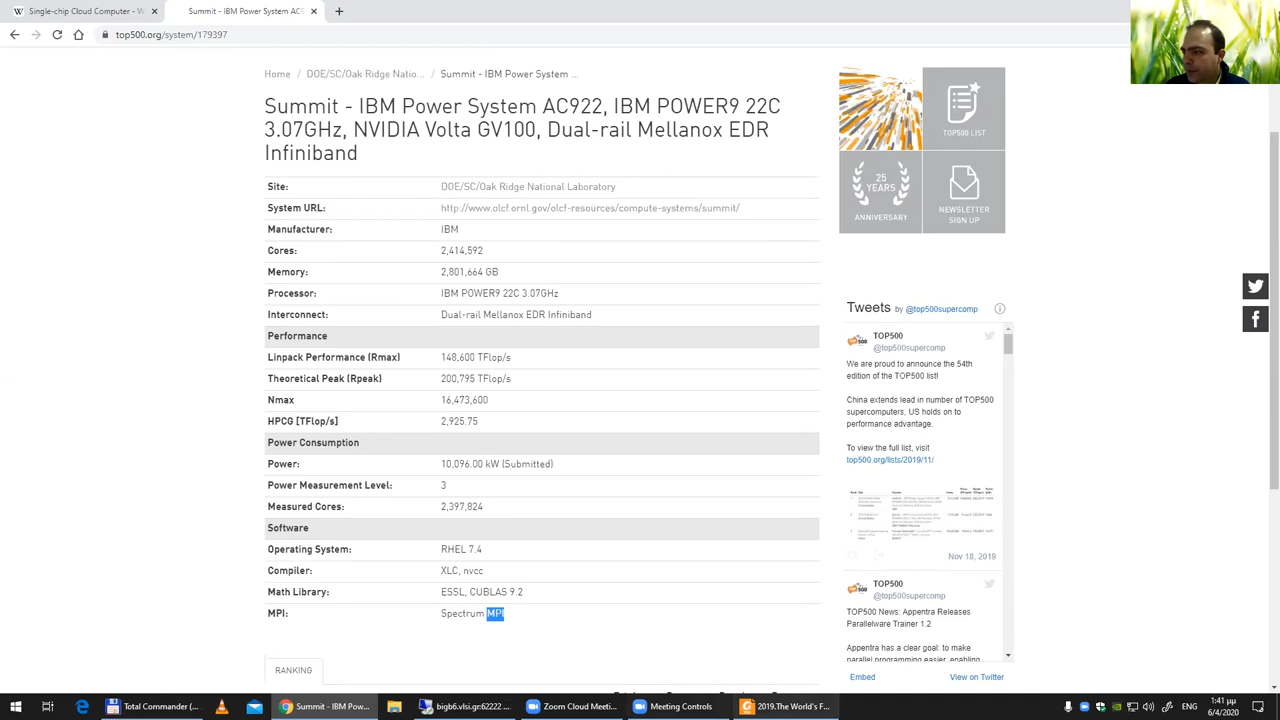 Single-chip Cloud Computer - W
Summit - IBM Power System AC
top500.org/system/179397
Home / DOE/SC/Oak Ridge Natio... / Summit - IBM Power System ...
Summit - IBM Power System AC922, IBM POWER9 22C
3.07GHz, NVIDIA Volta GV100, Dual-rail Mellanox EDR
Infiniband
Site: DOE/SC/Oak Ridge National Laboratory
System URL: http://www.olcf.ornl.gov/olcf-resources/compute-systems/summit/
Manufacturer: IBM
Cores: 2,414,592
Memory: 2,801,664 GB
Processor: IBM POWER9 22C 3.07GHz
Interconnect: Dual-rail Mellanox EDR Infiniband
Performance
Linpack Performance (Rmax) 148,600 TFlop/s
Theoretical Peak (Rpeak) 200,795 TFlop/s
Nmax 16,473,600
HPCG [TFlop/s] 2,925.75
Power Consumption
Power: 10,096.00 kW (Submitted)
Power Measurement Level: 3
Measured Cores: 2,397,824
Software
Operating System: RHEL 7.4
Compiler: XLC, nvcc
Math Library: ESSL, CUBLAS 9.2
MPI: Spectrum MPI
RANKING
TOP500 LIST
25
YEARS
ANNIVERSARY
NEWSLETTER
SIGN UP
Tweets by @top500supercomp
TOP500
@top500supercomp
We are proud to announce the 54th
edition of the TOP500 list!
China extends lead in number of TOP500
supercomputers, US holds on to
performance advantage.
To view the full list, visit
top500.org/lists/2019/11/
Nov 18, 2019
TOP500
@top500supercomp
TOP500 News: Appentra Releases
Parallelware Trainer 1.2
Appentra has a clear goal: to make
parallel programming easier, enabling
Embed View on Twitter
Total Commander (...
Summit - IBM Pow...
bigb6.vlsi.gr:62222 ...
Zoom Cloud Meet...
Meeting Controls
2019.The World's F...
ENG
1:41 μμ
6/4/2020